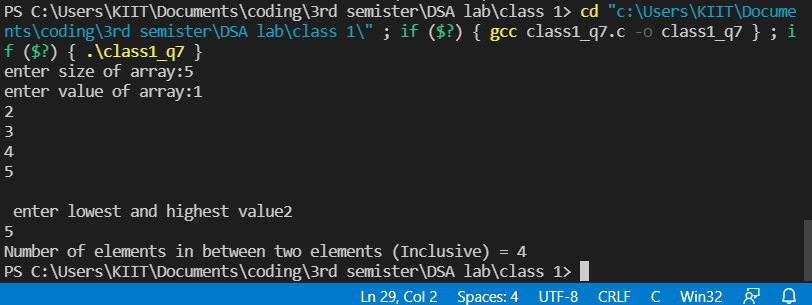 PS C:\Users\KIIT\Documents\coding\3rd semister\DSA lab\class 1> cd "c:\Users\KIIT\Docume
nts\coding\3rd semister\DSA lab\class 1\" ; if ($?) { gcc class1_q7.c -o class1_q7 } ; i
f ($?) { .\class1_q7 }
enter size of array:5
enter value of array:1
2
3
4
5
 enter lowest and highest value2
5
Number of elements in between two elements (Inclusive) = 4
PS C:\Users\KIIT\Documents\coding\3rd semister\DSA lab\class 1>
Ln 29, Col 2 Spaces: 4 UTF-8 CRLF C Win32